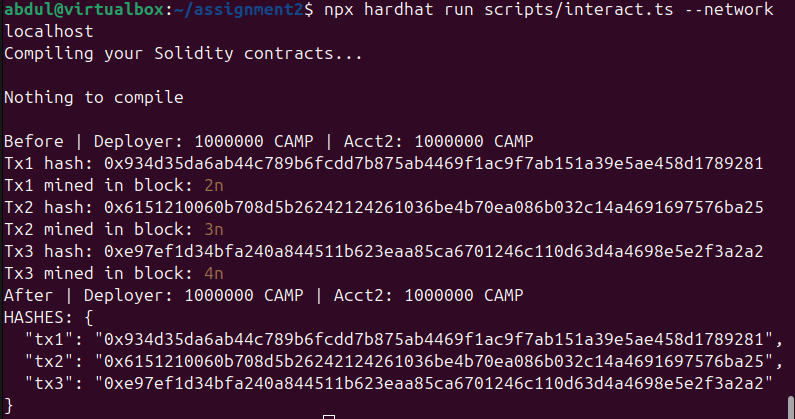 abdul@virtualbox:~/assignment2$ npx hardhat run scripts/interact.ts --network
localhost
Compiling your Solidity contracts...
Nothing to compile
Before | Deployer: 1000000 CAMP | Acct2: 1000000 CAMP
Tx1 hash: 0x934d35da6ab44c789b6fcdd7b875ab4469f1ac9f7ab151a39e5ae458d1789281
Tx1 mined in block: 2n
Tx2 hash: 0x6151210060b708d5b26242124261036be4b70ea086b032c14a4691697576ba25
Tx2 mined in block: 3n
Tx3 hash: 0xe97ef1d34bfa240a844511b623eaa85ca6701246c110d63d4a4698e5e2f3a2a2
Tx3 mined in block: 4n
After | Deployer: 1000000 CAMP | Acct2: 1000000 CAMP
HASHES: {
  "tx1": "0x934d35da6ab44c789b6fcdd7b875ab4469f1ac9f7ab151a39e5ae458d1789281",
  "tx2": "0x6151210060b708d5b26242124261036be4b70ea086b032c14a4691697576ba25",
  "tx3": "0xe97ef1d34bfa240a844511b623eaa85ca6701246c110d63d4a4698e5e2f3a2a2"
}